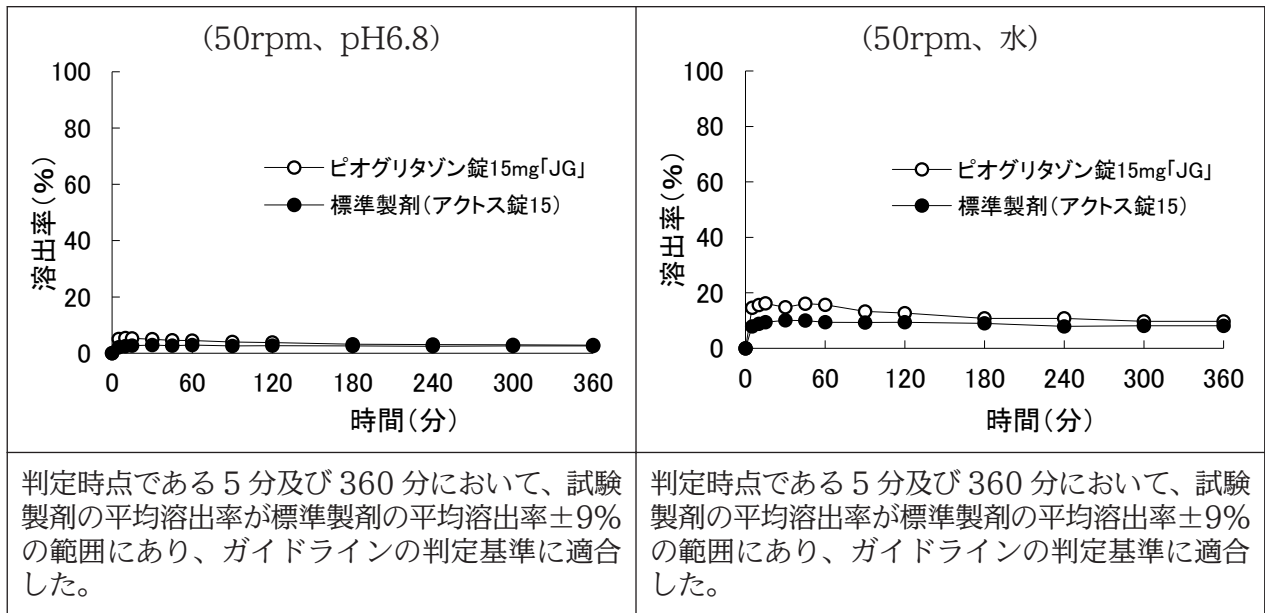 (50rpm、pH6.8)
100
80
60
40
20
0
溶出率(%)
ピオグリタゾン錠15mg「JG」
標準製剤(アクトス錠15)
0 60 120 180 240 300 360
時間(分)
判定時点である 5 分及び 360 分において、試験
製剤の平均溶出率が標準製剤の平均溶出率±9%
の範囲にあり、ガイドラインの判定基準に適合
した。
(50rpm、水)
100
80
60
40
20
0
溶出率(%)
ピオグリタゾン錠15mg「JG」
標準製剤(アクトス錠15)
0 60 120 180 240 300 360
時間(分)
判定時点である 5 分及び 360 分において、試験
製剤の平均溶出率が標準製剤の平均溶出率±9%
の範囲にあり、ガイドラインの判定基準に適合
した。